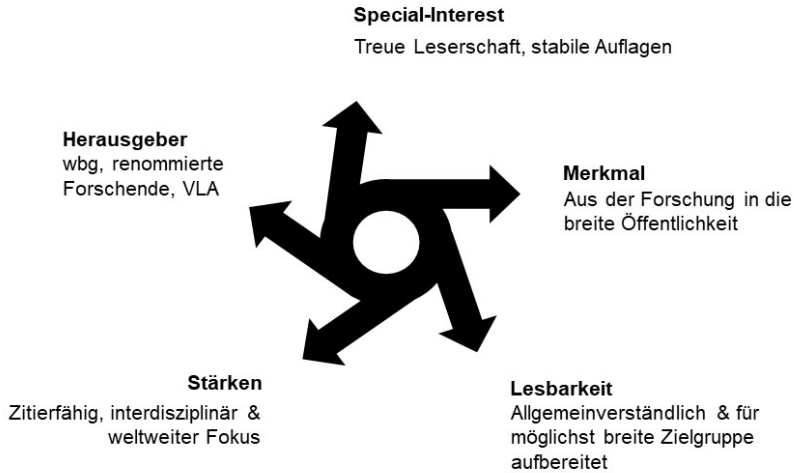 Special-Interest
Treue Leserschaft, stabile Auflagen
Herausgeber
wbg, renommierte
Forschende, VLA
Merkmal
Aus der Forschung in die
breite Öffentlichkeit
Stärken
Zitierfähig, interdisziplinär &
weltweiter Fokus
Lesbarkeit
Allgemeinverständlich & für
möglichst breite Zielgruppe
aufbereitet